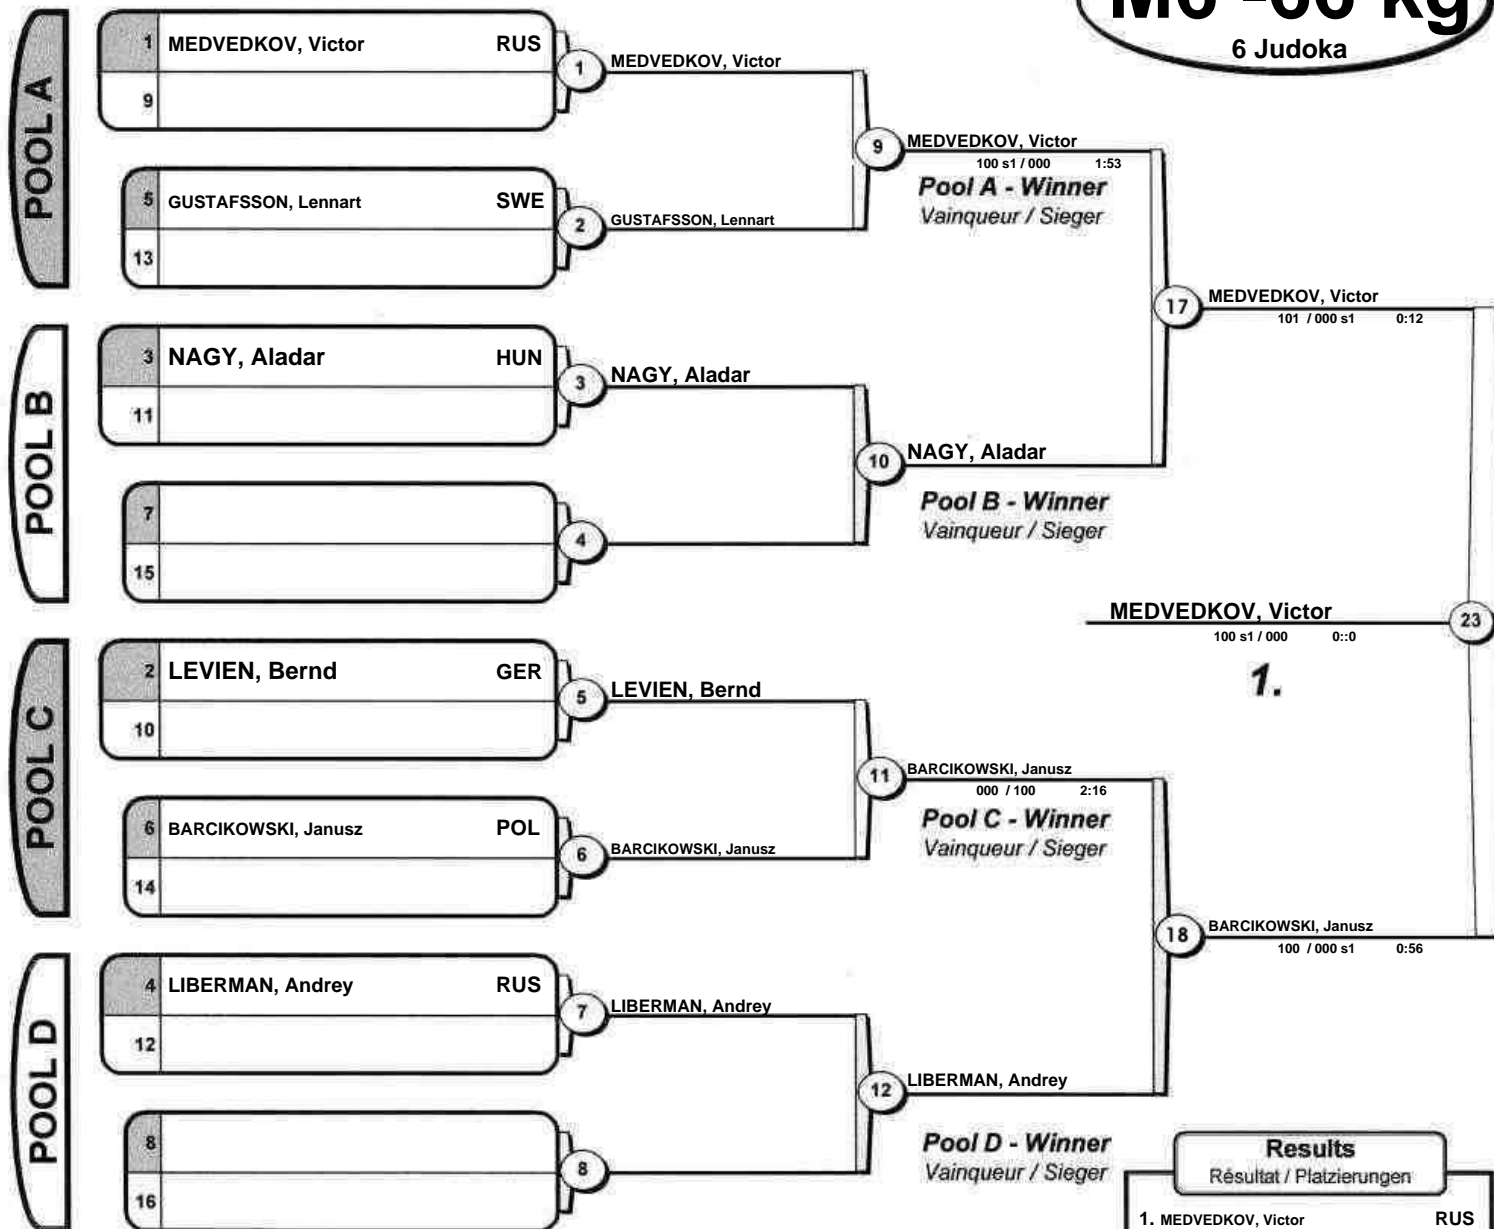 M6 -66 kg
6 Judoka
POOL A
1 MEDVEDKOV, Victor RUS
9
5 GUSTAFSSON, Lennart SWE
13
1 MEDVEDKOV, Victor
2 GUSTAFSSON, Lennart
9 MEDVEDKOV, Victor
100 s1 / 000 1:53
Pool A - Winner
Vainqueur / Sieger
POOL B
3 NAGY, Aladar HUN
11
7
15
3 NAGY, Aladar
4
10 NAGY, Aladar
Pool B - Winner
Vainqueur / Sieger
17 MEDVEDKOV, Victor
101 / 000 s1 0:12
MEDVEDKOV, Victor 23
100 s1 / 000 0::0
1.
POOL C
2 LEVIEN, Bernd GER
10
6 BARCIKOWSKI, Janusz POL
14
5 LEVIEN, Bernd
6 BARCIKOWSKI, Janusz
11 BARCIKOWSKI, Janusz
000 / 100 2:16
Pool C - Winner
Vainqueur / Sieger
18 BARCIKOWSKI, Janusz
100 / 000 s1 0:56
POOL D
4 LIBERMAN, Andrey RUS
12
8
16
7 LIBERMAN, Andrey
8
12 LIBERMAN, Andrey
Pool D - Winner
Vainqueur / Sieger
Results
Résultat / Platzierungen
1. MEDVEDKOV, Victor RUS